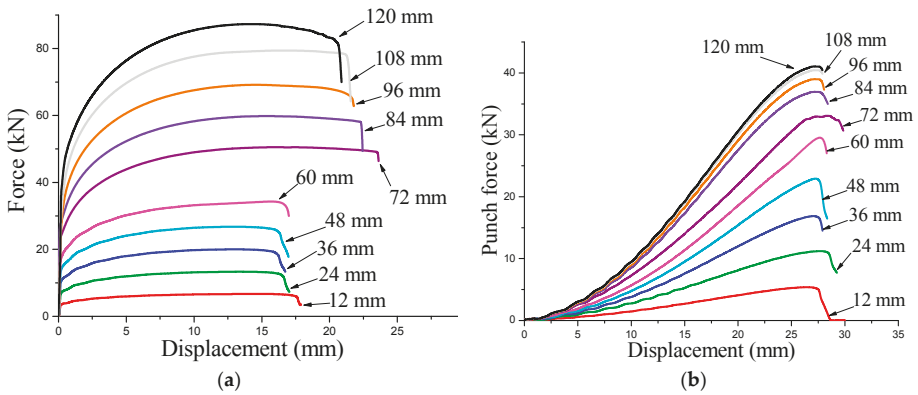 120 mm
108 mm
96 mm
84 mm
72 mm
60 mm
48 mm
36 mm
24 mm
12 mm
80
60
40
20
0
0
5
10
15
20
25
Force (kN)
Displacement (mm)
(a)
120 mm
108 mm
96 mm
84 mm
72 mm
60 mm
48 mm
36 mm
24 mm
12 mm
40
30
20
10
0
0
5
10
15
20
25
30
35
Punch force (kN)
Displacement (mm)
(b)